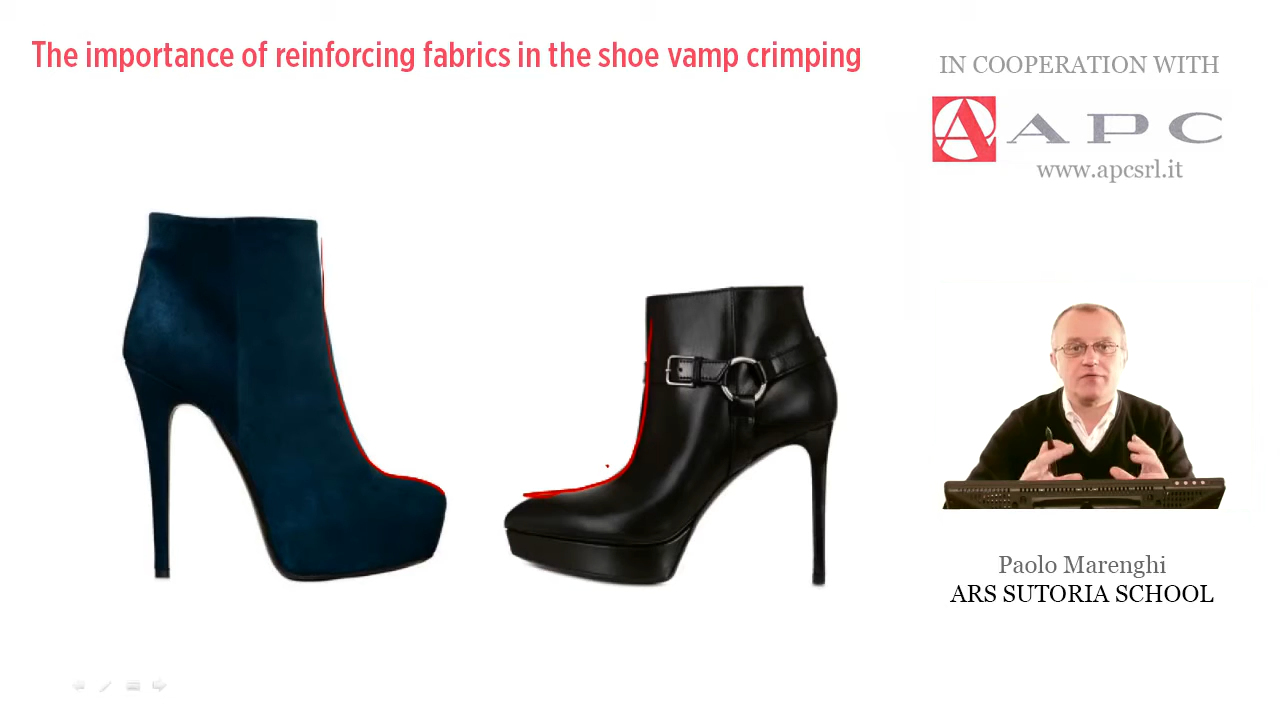 The importance of reinforcing fabrics in the shoe vamp crimping
IN COOPERATION WITH
A APC
www.apcsrl.it
Paolo Marenghi
ARS SUTORIA SCHOOL